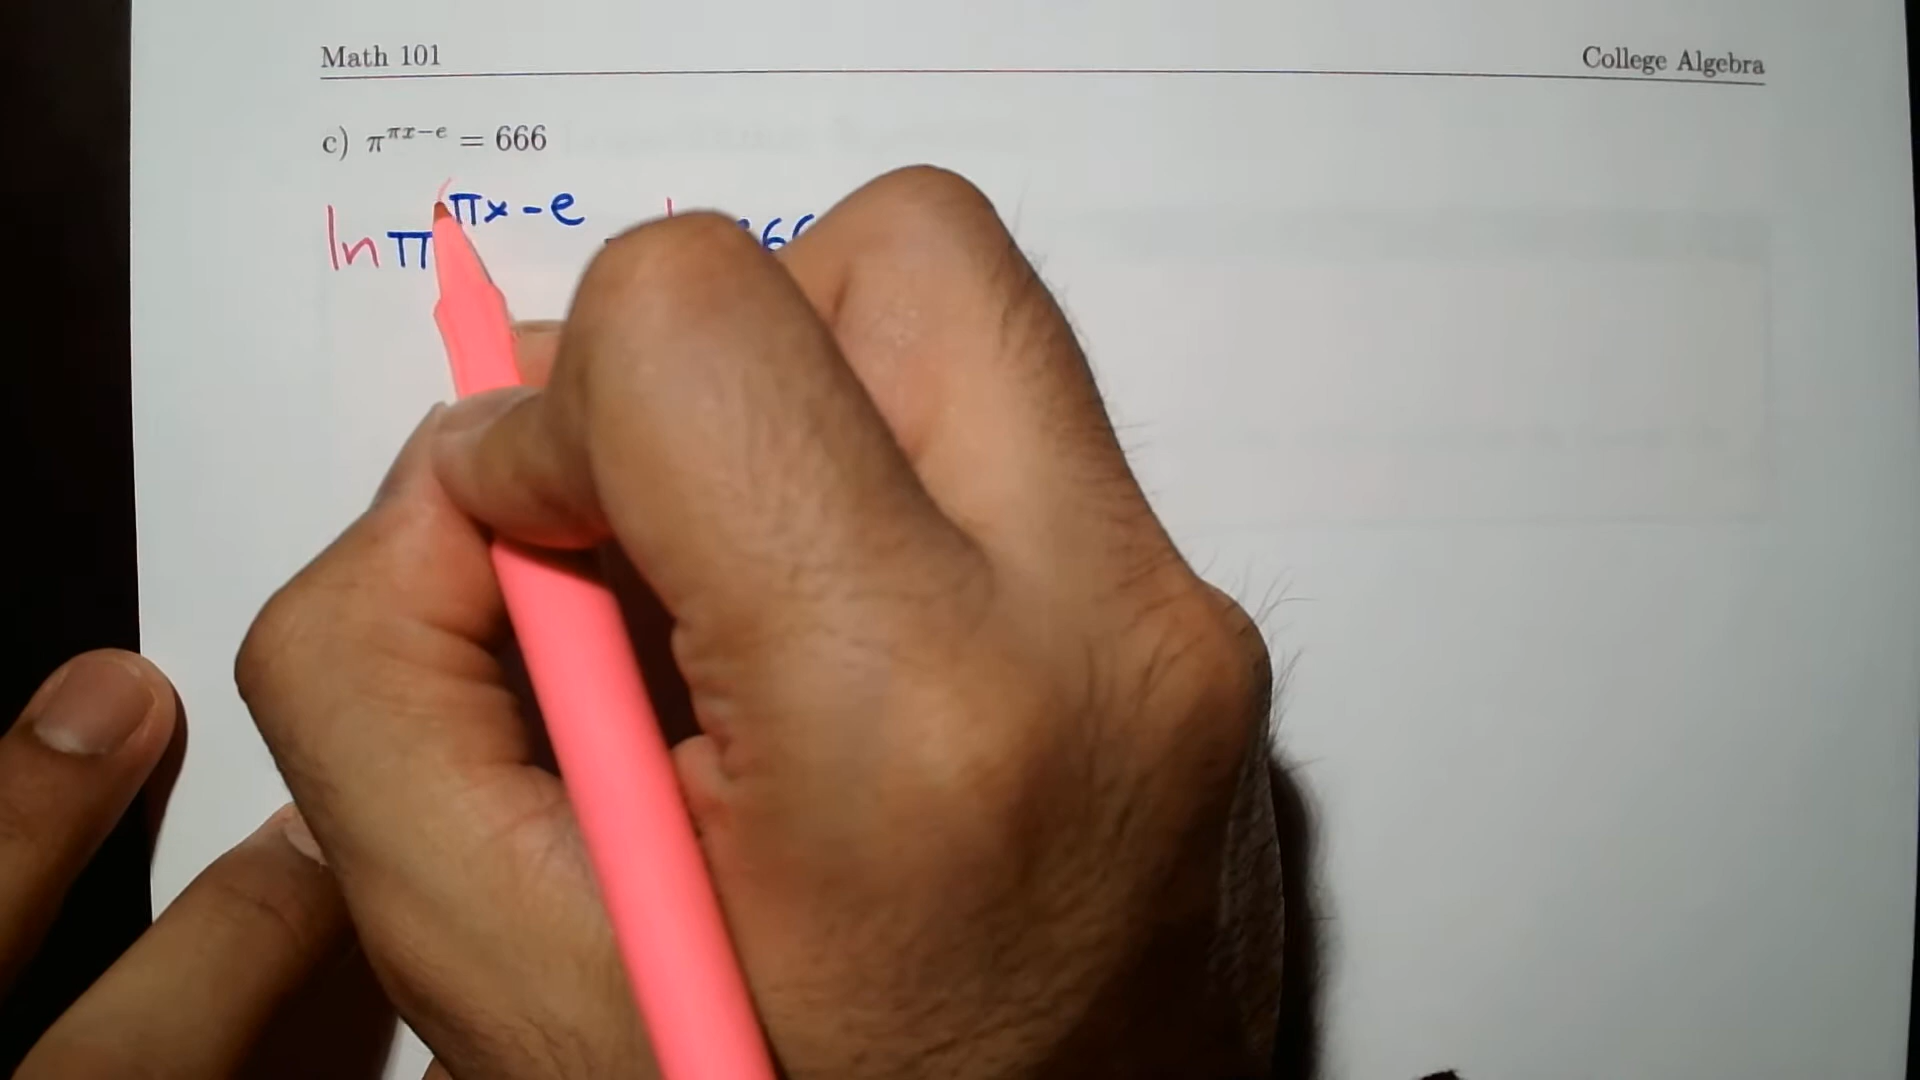 Math 101 College Algebra
c) π^{πx−e} = 666
ln π^{(πx-e}